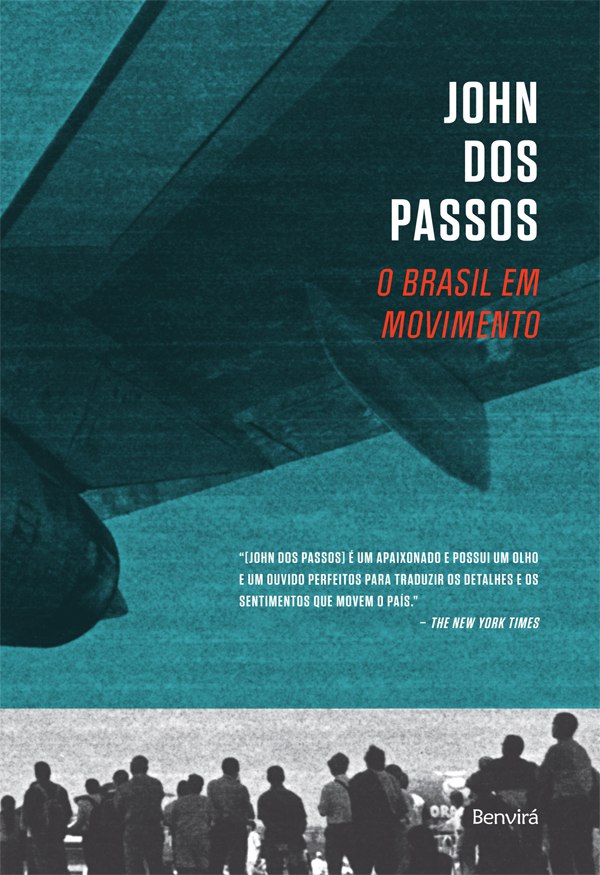 JOHN
DOS
PASSOS
O BRASIL EM
MOVIMENTO
“[JOHN DOS PASSOS] É UM APAIXONADO E POSSUI UM OLHO
E UM OUVIDO PERFEITOS PARA TRADUZIR OS DETALHES E OS
SENTIMENTOS QUE MOVEM O PAÍS.”
– THE NEW YORK TIMES
Benvirá